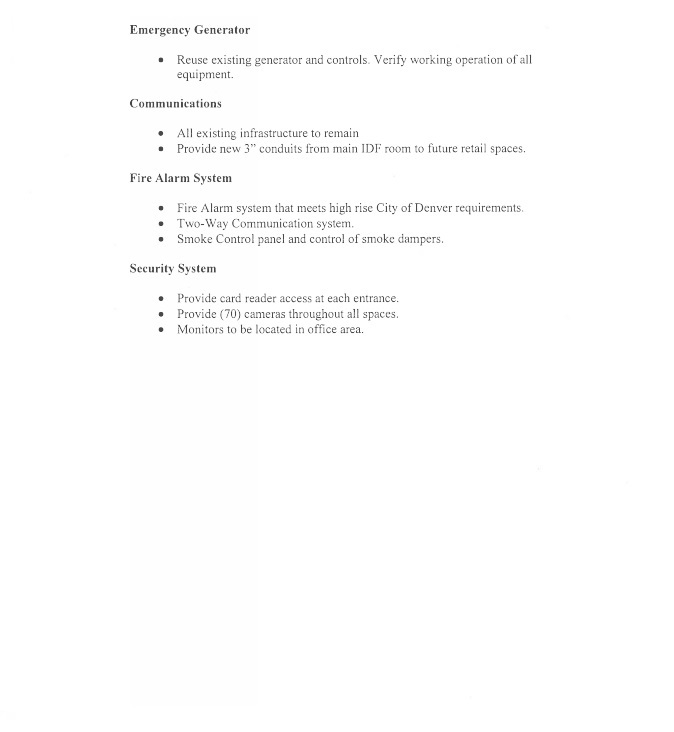 Emergency Generator
• Reuse existing generator and controls. Verify working operation of all
equipment.
Communications
• All existing infrastructure to remain
• Provide new 3" conduits from main IDF room to future retail spaces.
Fire Alarm System
• Fire Alarm system that meets high rise City of Denver requirements.
• Two-Way Communication system.
• Smoke Control panel and control of smoke dampers.
Security System
• Provide card reader access at each entrance.
• Provide (70) cameras throughout all spaces.
• Monitors to be located in office area.